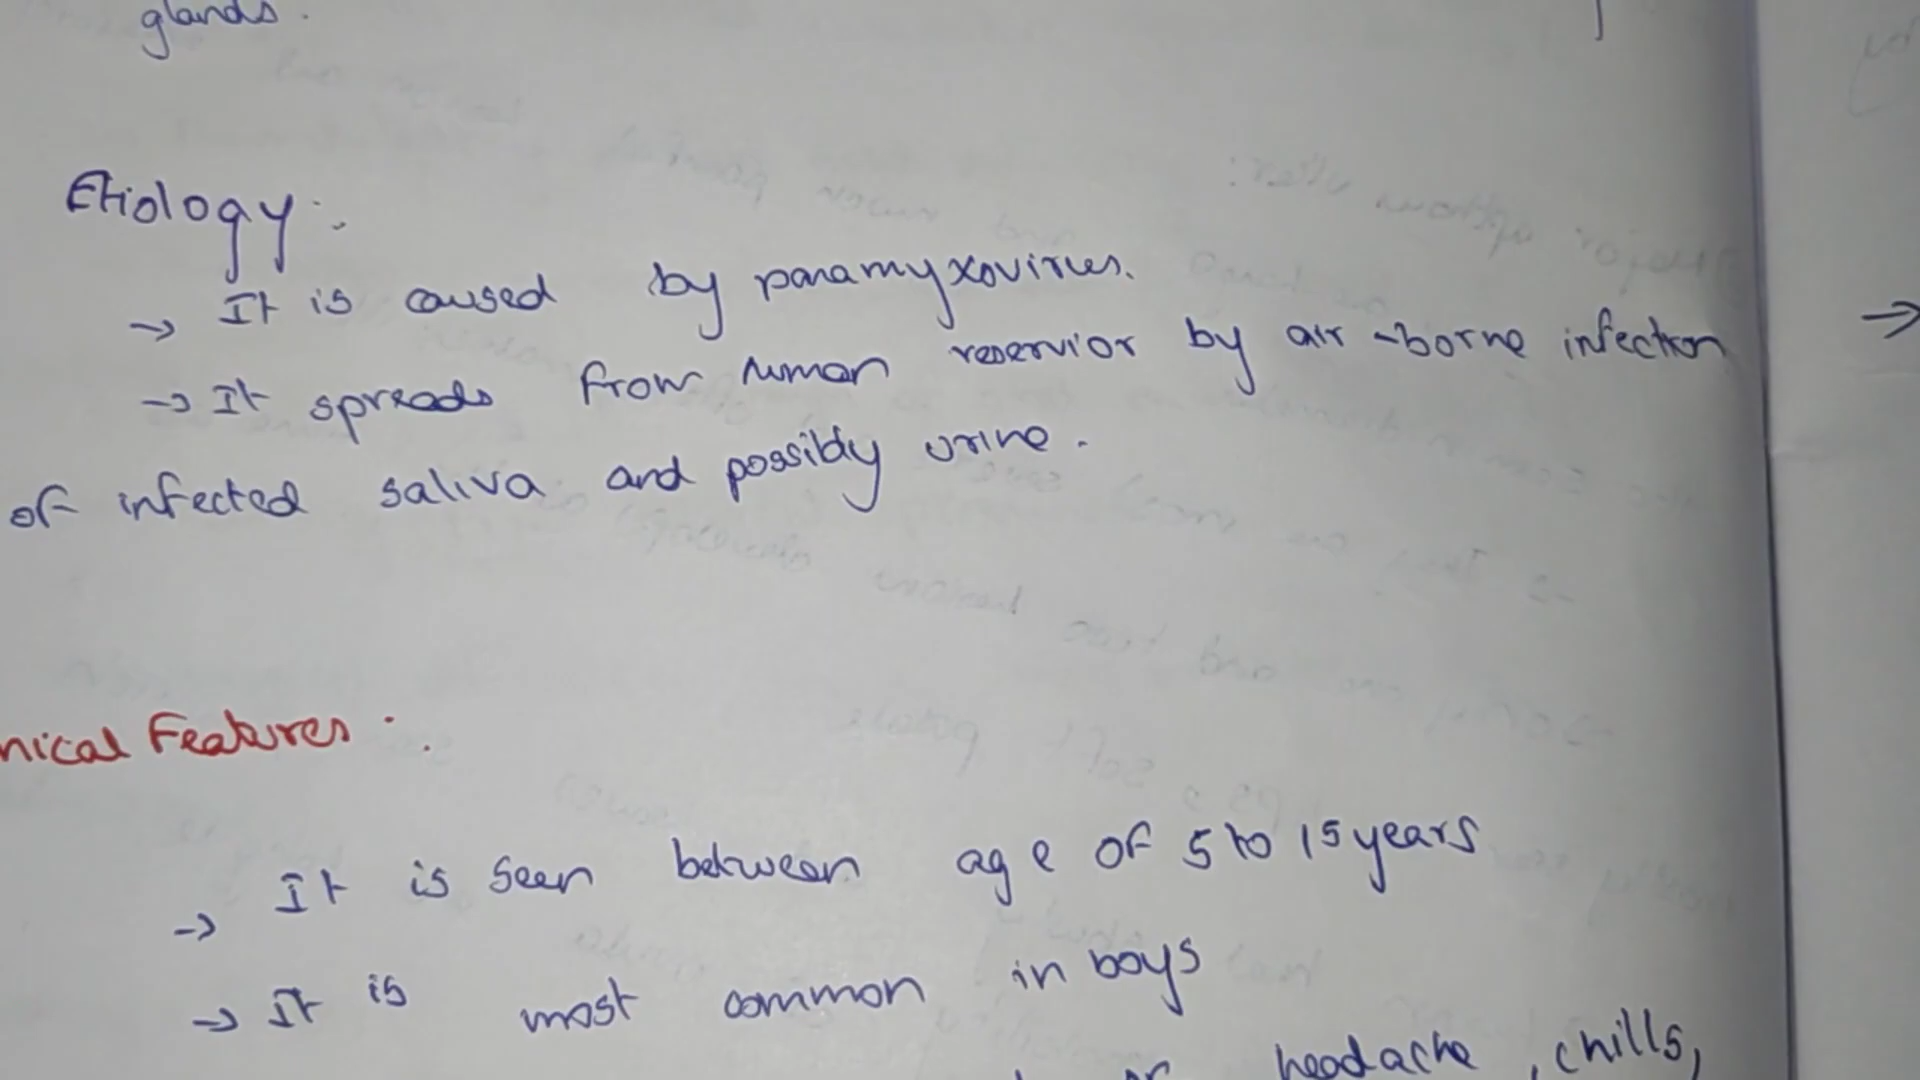 glands.
Etiology :.
→ It is caused by paramyxovirus.
→ It spreads from human reservior by air-borne infection
of infected saliva and possibly urine.
nical Features :.
→ It is seen between age of 5 to 15 years
→ It is most common in boys
headache, chills,